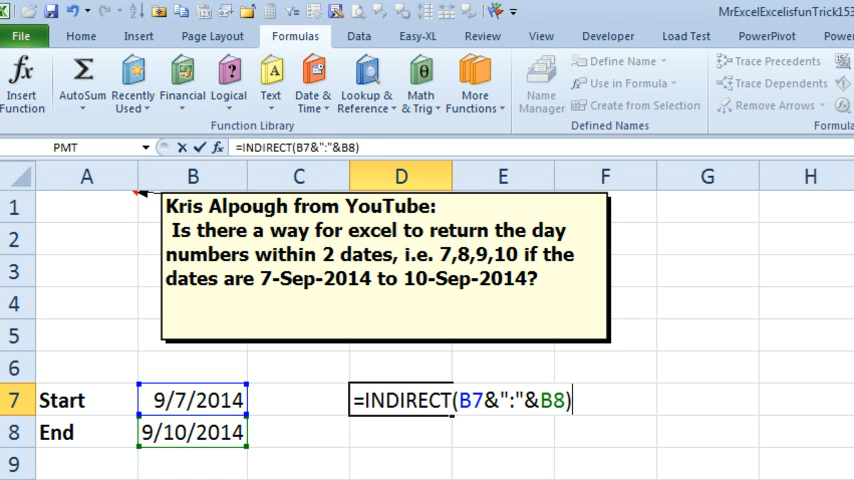 MrExcelExcelisfunTrick153
File Home Insert Page Layout Formulas Data Easy-XL Review View Developer Load Test PowerPivot Power
Insert Function
AutoSum
Recently Used
Financial
Logical
Text
Date & Time
Lookup & Reference
Math & Trig
More Functions
Function Library
Name Manager
Define Name
Use in Formula
Create from Selection
Defined Names
Trace Precedents
Trace Dependents
Remove Arrows
Formula
PMT =INDIRECT(B7&":"&B8)
A B C D E F G H
1
Kris Alpough from YouTube:
2
Is there a way for excel to return the day
numbers within 2 dates, i.e. 7,8,9,10 if the
3
dates are 7-Sep-2014 to 10-Sep-2014?
4
5
6
7 Start 9/7/2014 =INDIRECT(B7&":"&B8)
8 End 9/10/2014
9